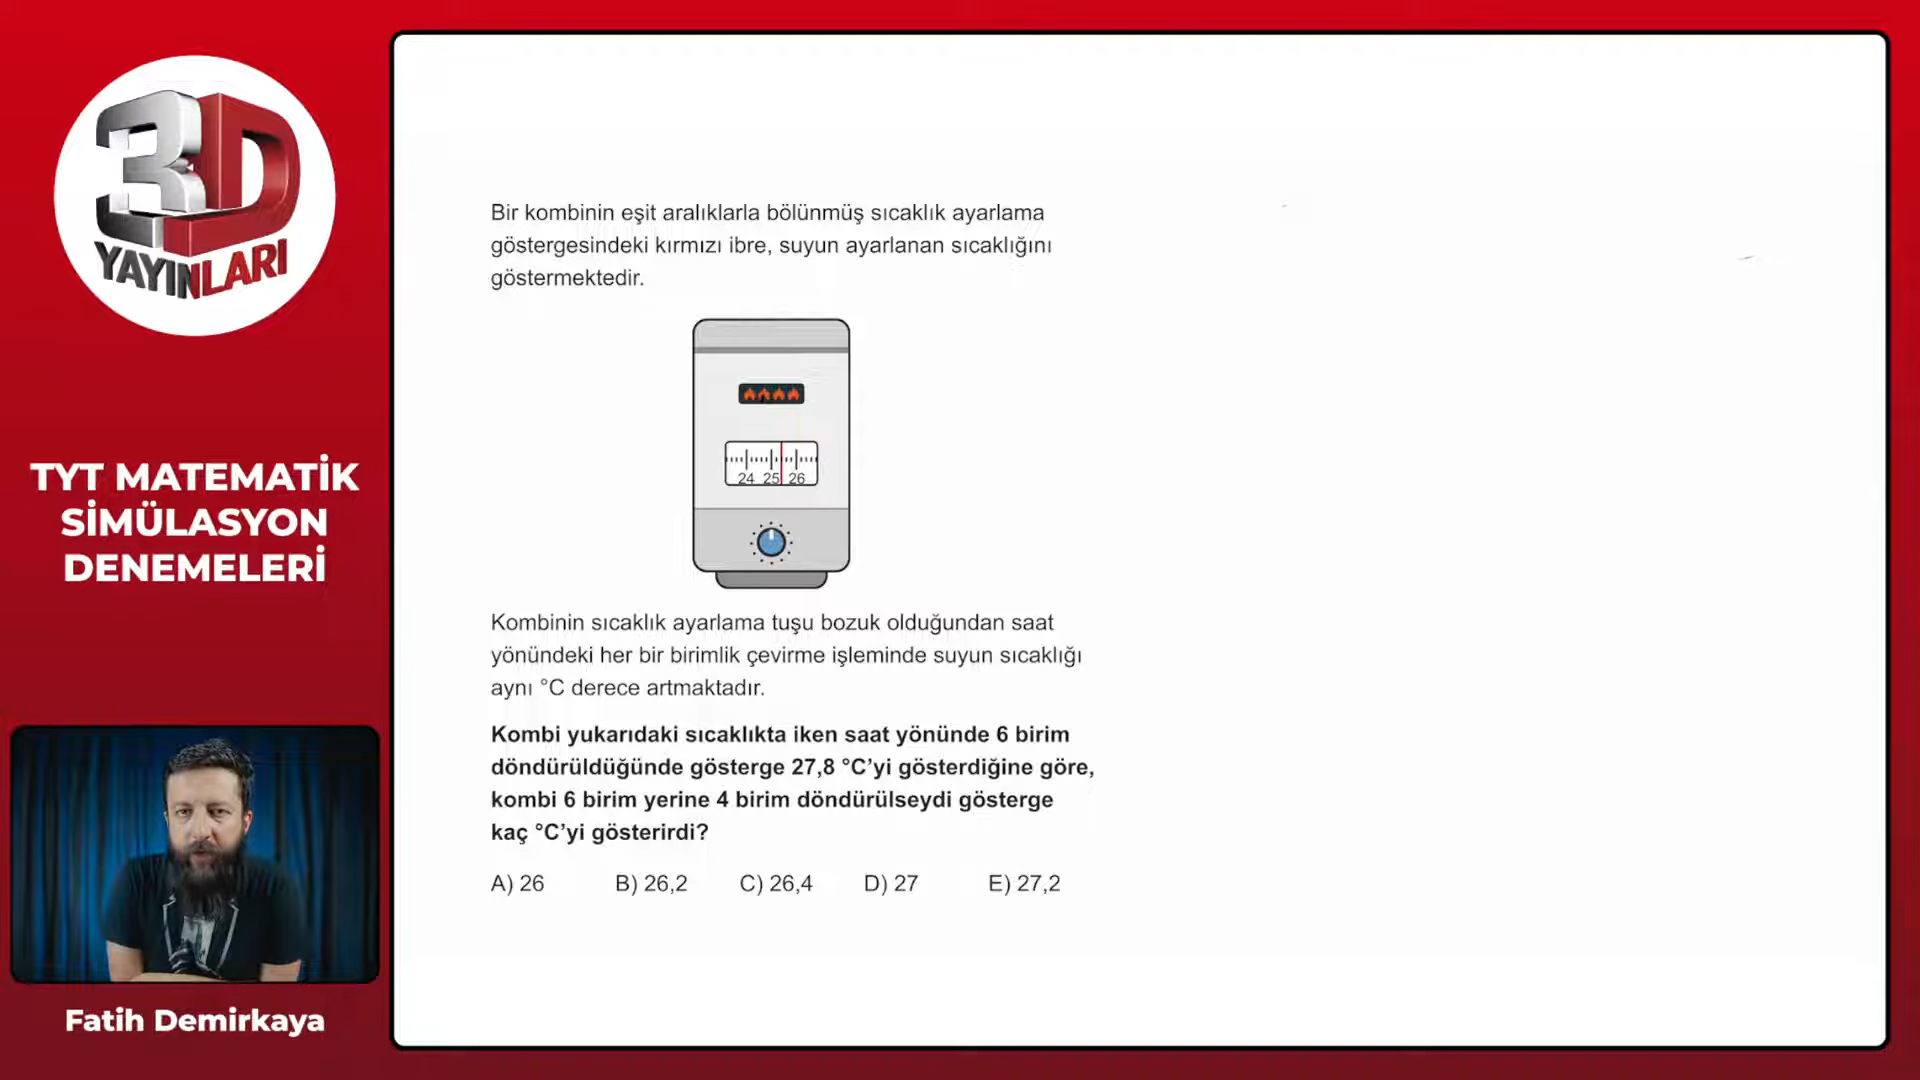 3D
YAYINLARI
TYT MATEMATİK
SİMÜLASYON
DENEMELERİ
Fatih Demirkaya
Bir kombinin eşit aralıklarla bölünmüş sıcaklık ayarlama
göstergesindeki kırmızı ibre, suyun ayarlanan sıcaklığını
göstermektedir.
24 25 26
Kombinin sıcaklık ayarlama tuşu bozuk olduğundan saat
yönündeki her bir birimlik çevirme işleminde suyun sıcaklığı
aynı °C derece artmaktadır.
Kombi yukarıdaki sıcaklıkta iken saat yönünde 6 birim
döndürüldüğünde gösterge 27,8 °C’yi gösterdiğine göre,
kombi 6 birim yerine 4 birim döndürülseydi gösterge
kaç °C’yi gösterirdi?
A) 26 B) 26,2 C) 26,4 D) 27 E) 27,2